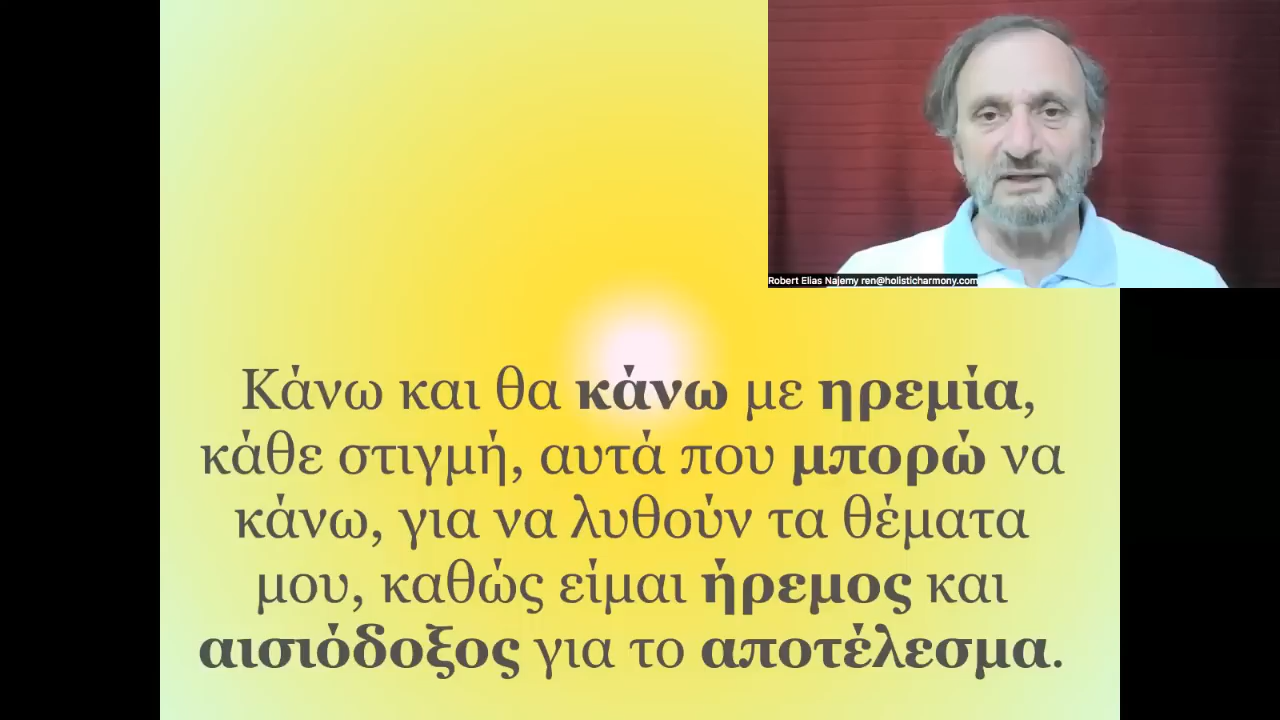 Robert Elias Najemy ren@holisticharmony.com
Κάνω και θα κάνω με ηρεμία,
κάθε στιγμή, αυτά που μπορώ να
κάνω, για να λυθούν τα θέματα
μου, καθώς είμαι ήρεμος και
αισιόδοξος για το αποτέλεσμα.